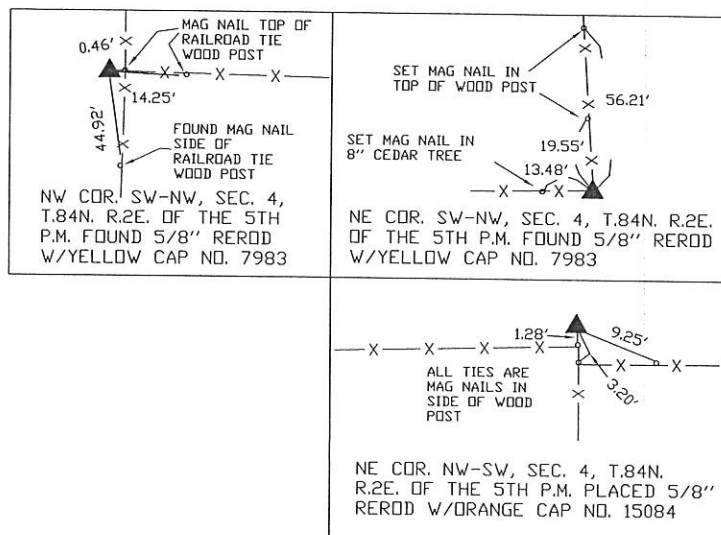 MAG NAIL TOP OF
RAILROAD TIE
WOOD POST
0.46'
14.25'
44.92'
FOUND MAG NAIL
SIDE OF
RAILROAD TIE
WOOD POST
NW COR. SW-NW, SEC. 4,
T.84N. R.2E. OF THE 5TH
P.M. FOUND 5/8" REROD
W/YELLOW CAP NO. 7983
SET MAG NAIL IN
TOP OF WOOD POST
56.21'
SET MAG NAIL IN
8" CEDAR TREE
19.55'
13.48'
NE COR. SW-NW, SEC. 4, T.84N. R.2E.
OF THE 5TH P.M. FOUND 5/8" REROD
W/YELLOW CAP NO. 7983
1.28'
9.25'
3.20'
ALL TIES ARE
MAG NAILS IN
SIDE OF WOOD
POST
NE COR. NW-SW, SEC. 4, T.84N.
R.2E. OF THE 5TH P.M. PLACED 5/8"
REROD W/ORANGE CAP NO. 15084